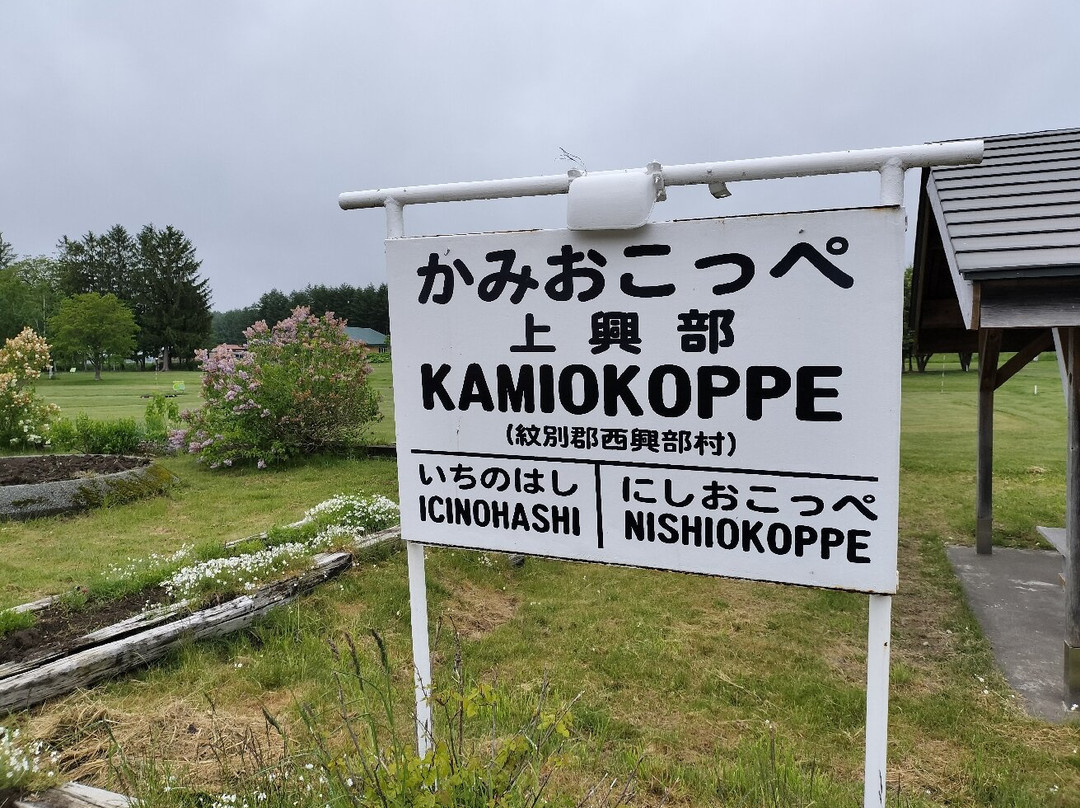 かみおこっぺ
上興部
KAMIOKOPPE
(紋別郡西興部村)
いちのはし
ICINOHASHI
にしおこっぺ
NISHIOKOPPE